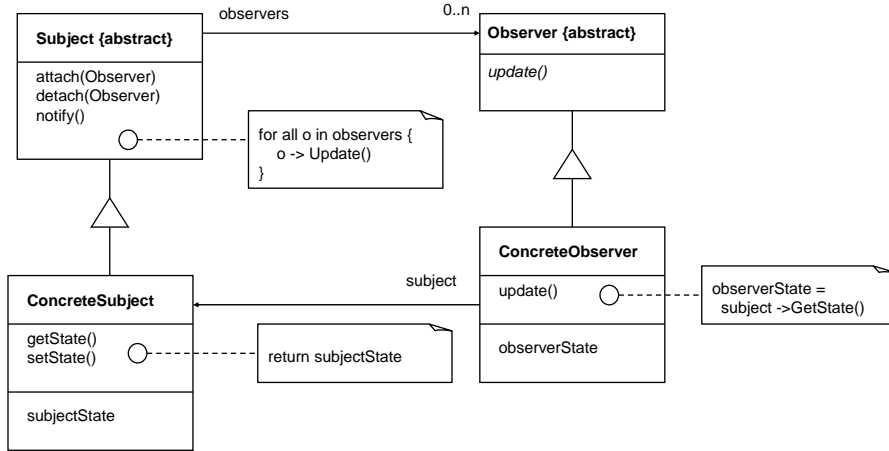 observers
0..n
Subject {abstract}
attach(Observer)
detach(Observer)
notify()
for all o in observers {
o -> Update()
}
Observer {abstract}
update()
ConcreteSubject
getState()
setState()
subjectState
return subjectState
subject
ConcreteObserver
update()
observerState
observerState =
subject ->GetState()